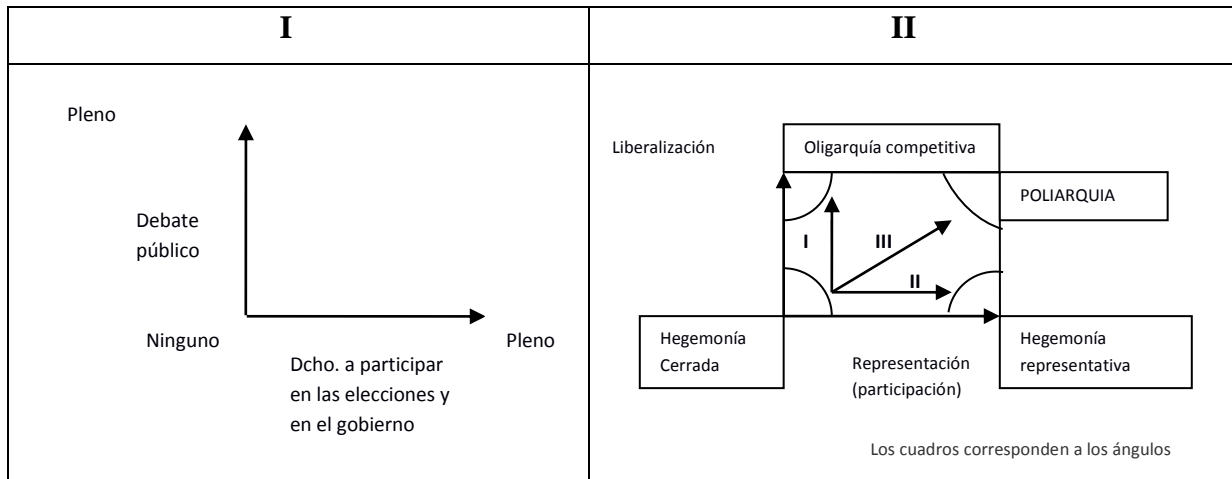 I
II
Pleno
Debate
público
Ninguno
Pleno
Dcho. a participar
en las elecciones y
en el gobierno
Liberalización
Oligarquía competitiva
POLIARQUIA
I
III
II
Hegemonía
Cerrada
Representación
(participación)
Hegemonía
representativa
Los cuadros corresponden a los ángulos